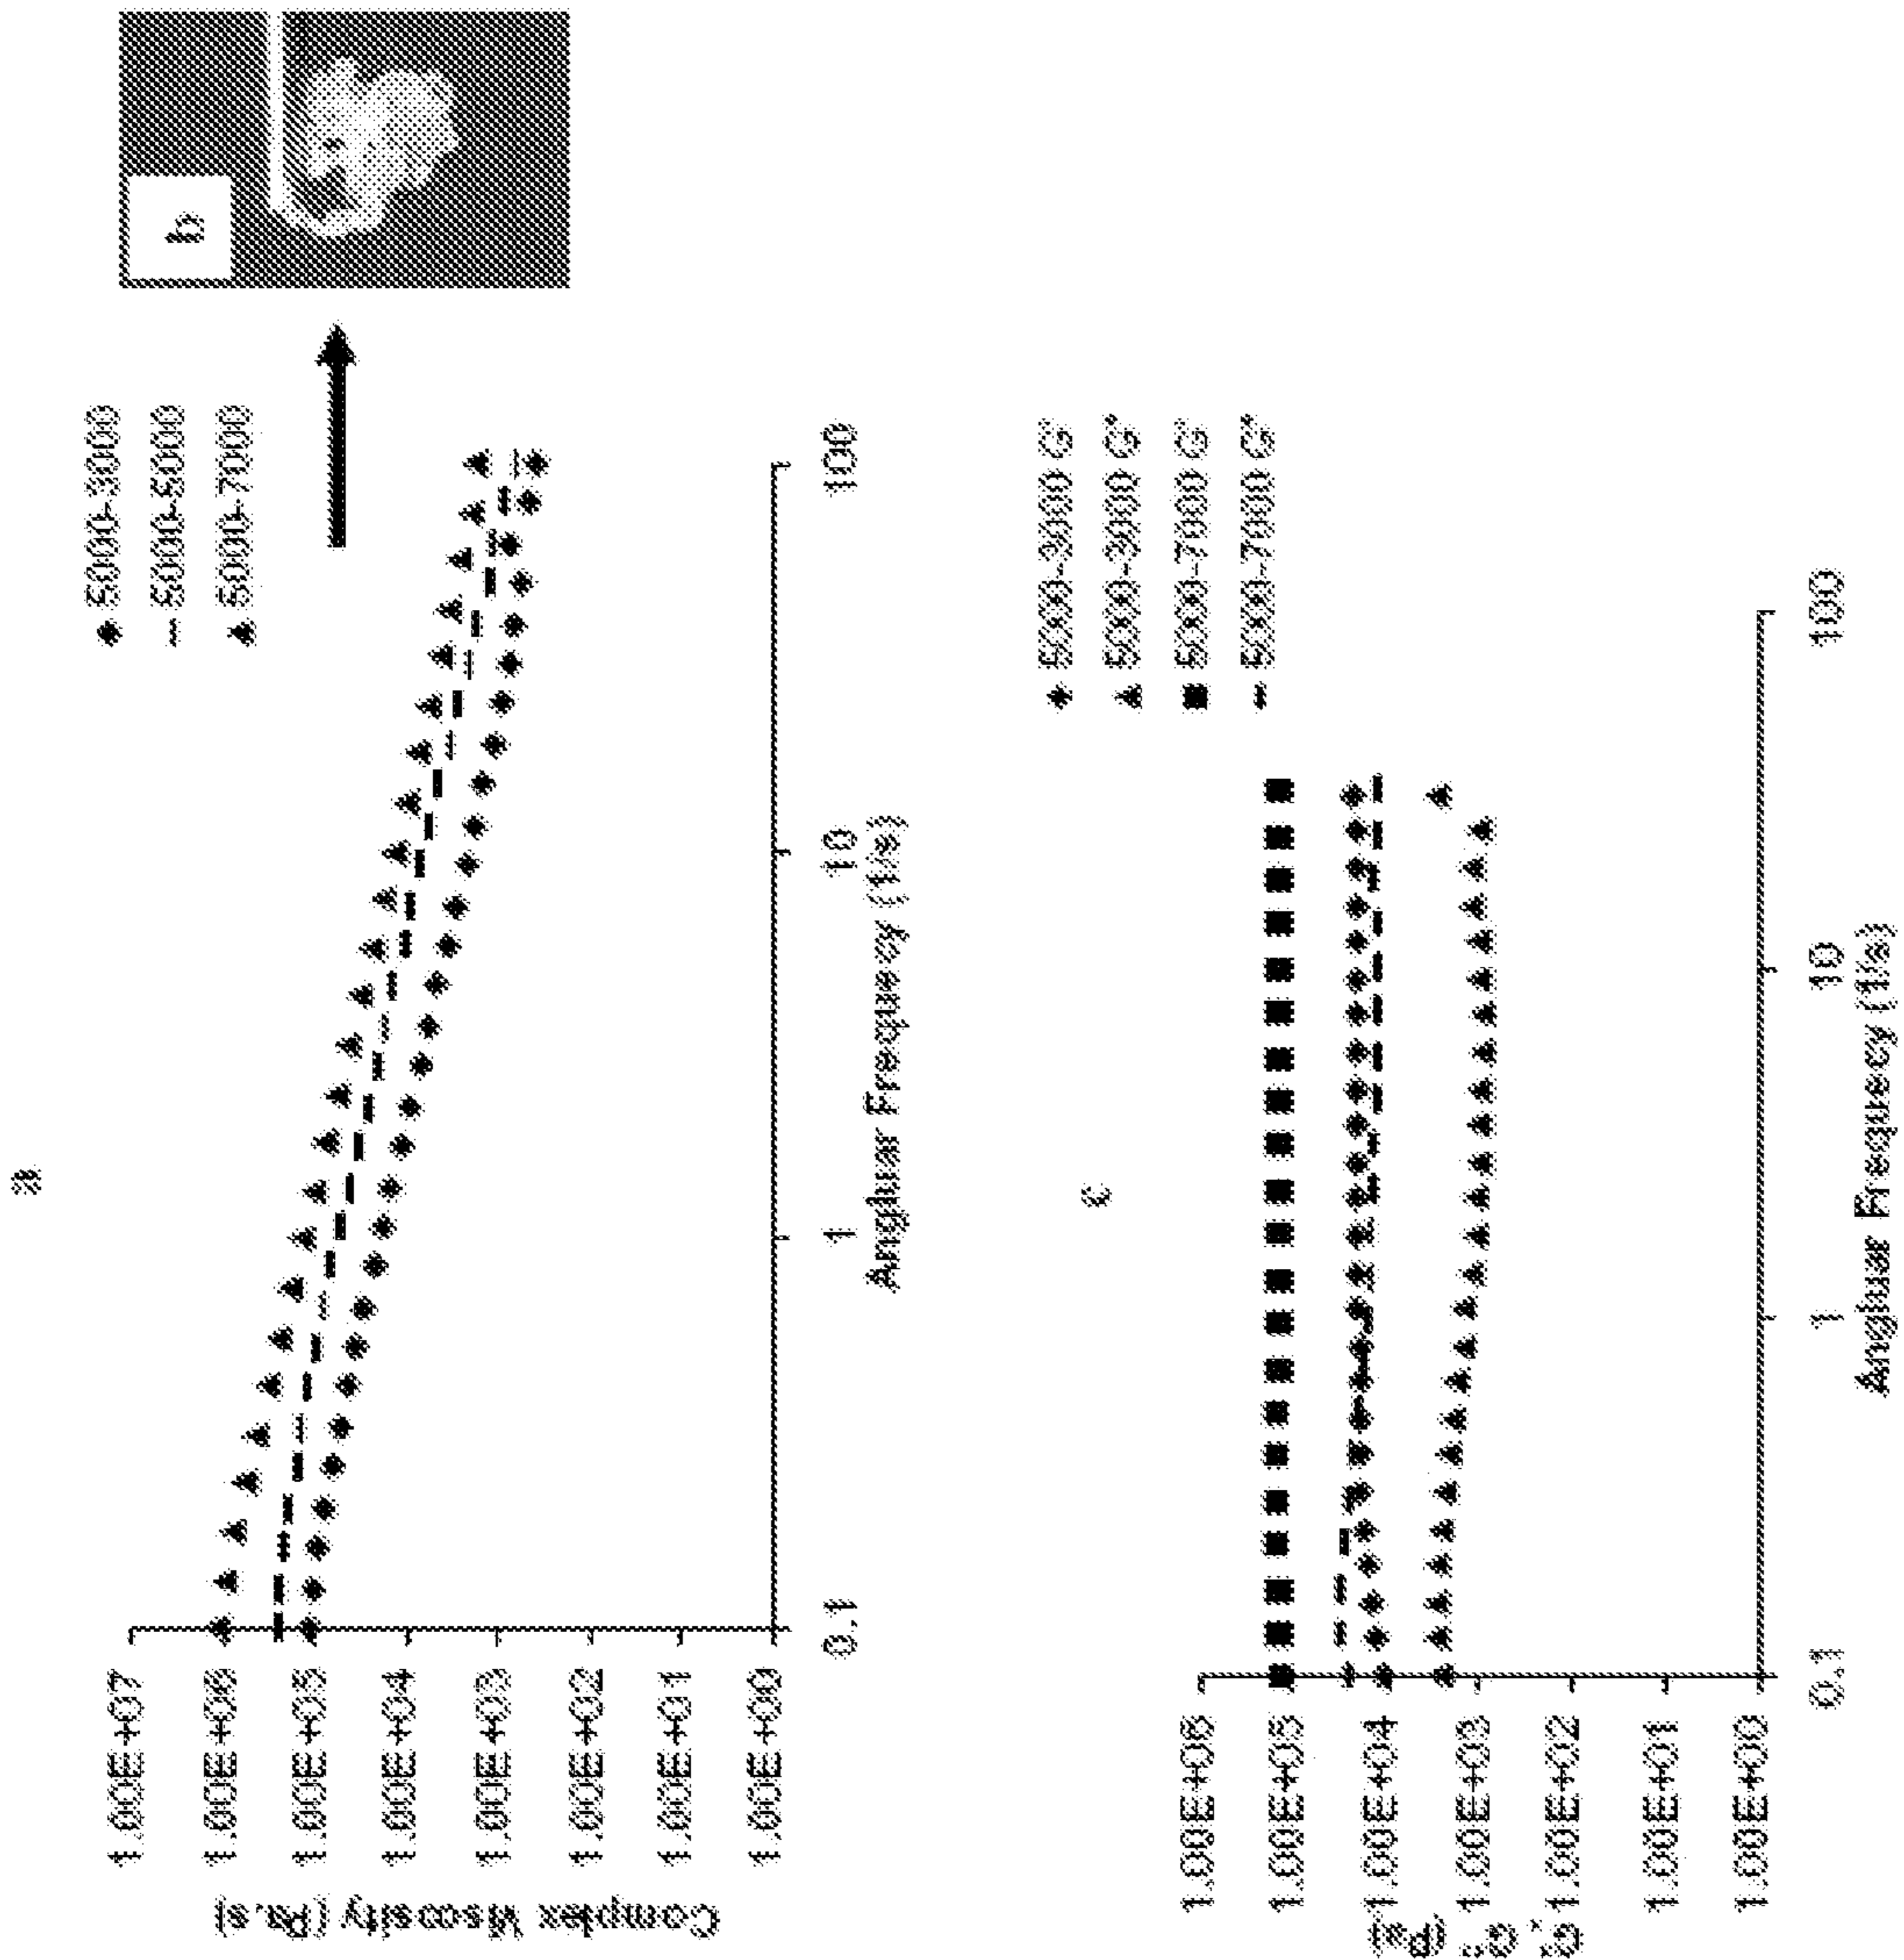 a
Complex Viscosity (Pa.s)
1.00E+07
1.00E+06
1.00E+05
1.00E+04
1.00E+03
1.00E+02
1.00E+01
1.00E+00
0.1
1
10
100
Angluar Frequency (1/s)
5000-3000
5000-5000
5000-7000
b
c
G', G" (Pa)
1.00E+06
1.00E+05
1.00E+04
1.00E+03
1.00E+02
1.00E+01
1.00E+00
0.1
1
10
100
Angluar Frequency (1/s)
5000-3000 G'
5000-3000 G"
5000-7000 G'
5000-7000 G"